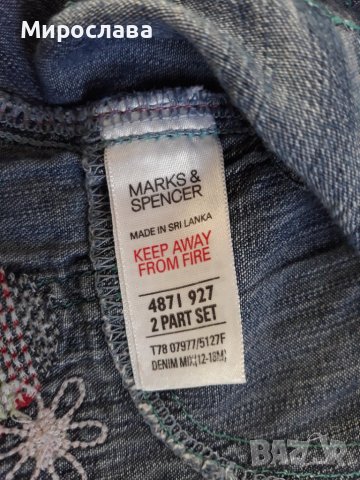 Мирослава
MARKS &
SPENCER
MADE IN SRI LANKA
KEEP AWAY
FROM FIRE
4871 927
2 PART SET
T78 07977/5127F
DENIM MIX(12-18M)
BAZAR